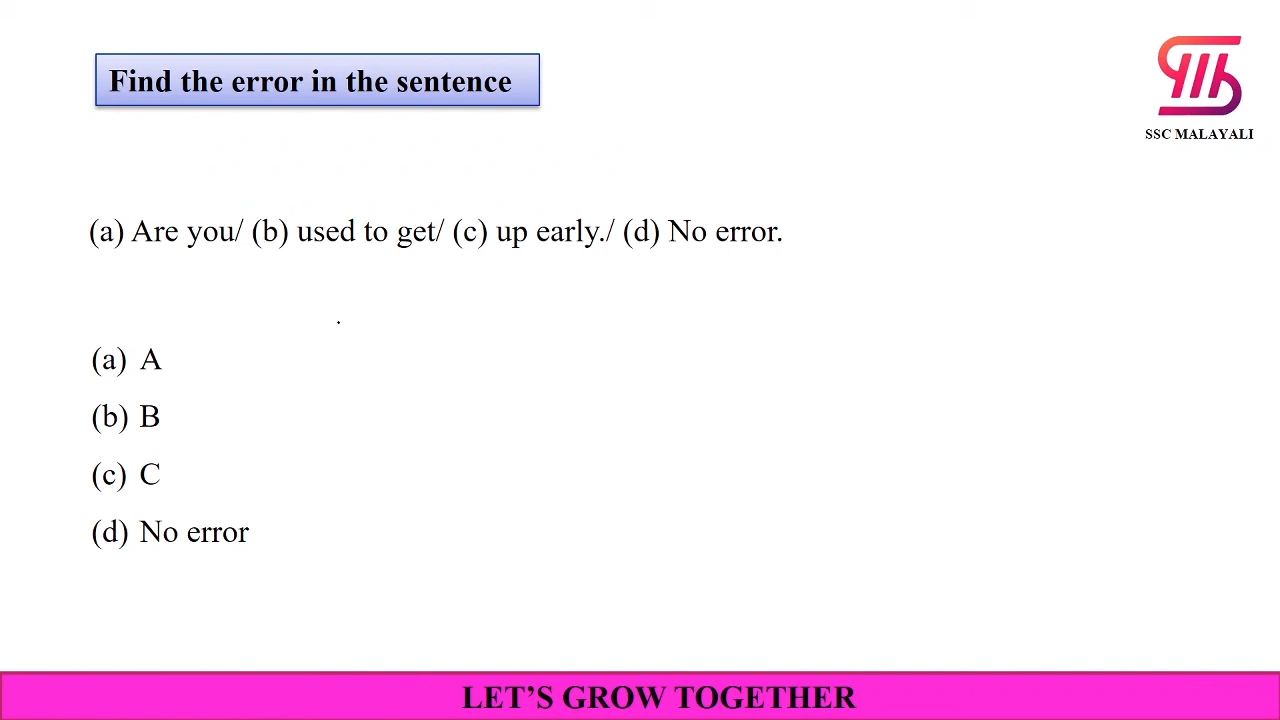 Find the error in the sentence
SSC MALAYALI
(a) Are you/ (b) used to get/ (c) up early./ (d) No error.
(a) A
(b) B
(c) C
(d) No error
LET’S GROW TOGETHER